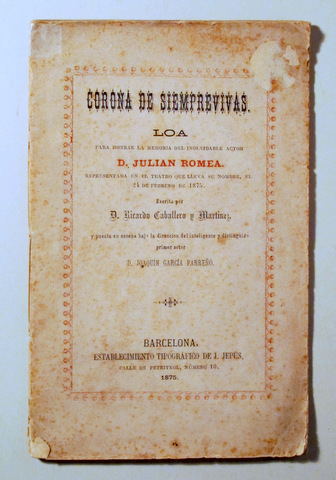 CORONA DE SIEMPREVIVAS.
LOA
PARA HONRAR LA MEMORIA DEL INOLVIDABLE ACTOR
D. JULIAN ROMEA.
REPRESENTADA EN EL TEATRO QUE LLEVA SU NOMBRE, EL
24 DE FEBRERO DE 1875.
Escrita por
D. Ricardo Caballero y Martinez,
y puesta en escena bajo la direccion del inteligente y distinguido
primer actor
D. JOAQUIN GARCÍA PARREÑO.
BARCELONA.
ESTABLECIMIENTO TIPOGRÁFICO DE J. JEPÚS,
CALLE DE PETRITXOL, NÚMERO 10.
1875.